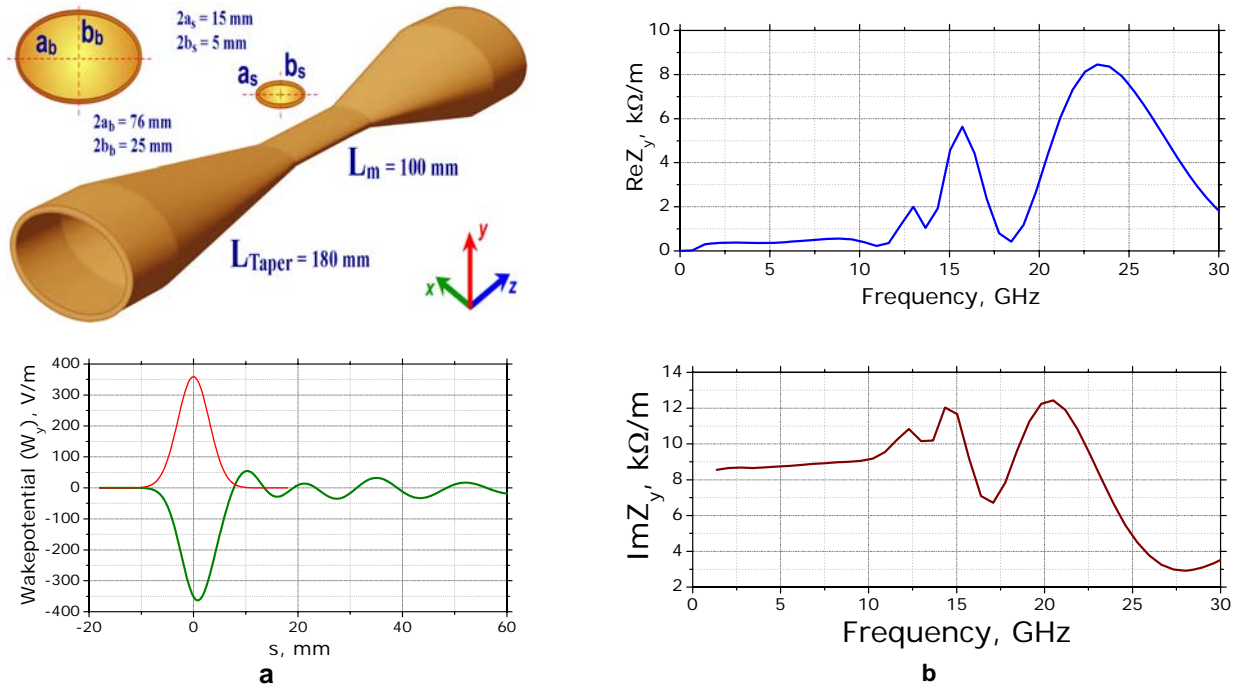 a_b b_b
2a_s = 15 mm
2b_s = 5 mm
a_s b_s
2a_b = 76 mm
2b_b = 25 mm
L_m = 100 mm
L_Taper = 180 mm
y
x
z
ReZ_y, kΩ/m
10
8
6
4
2
0
0 5 10 15 20 25 30
Frequency, GHz
Wakepotential (W_y), V/m
400
300
200
100
0
-100
-200
-300
-400
-20 0 20 40 60
s, mm
a
ImZ_y, kΩ/m
14
12
10
8
6
4
2
0 5 10 15 20 25 30
Frequency, GHz
b